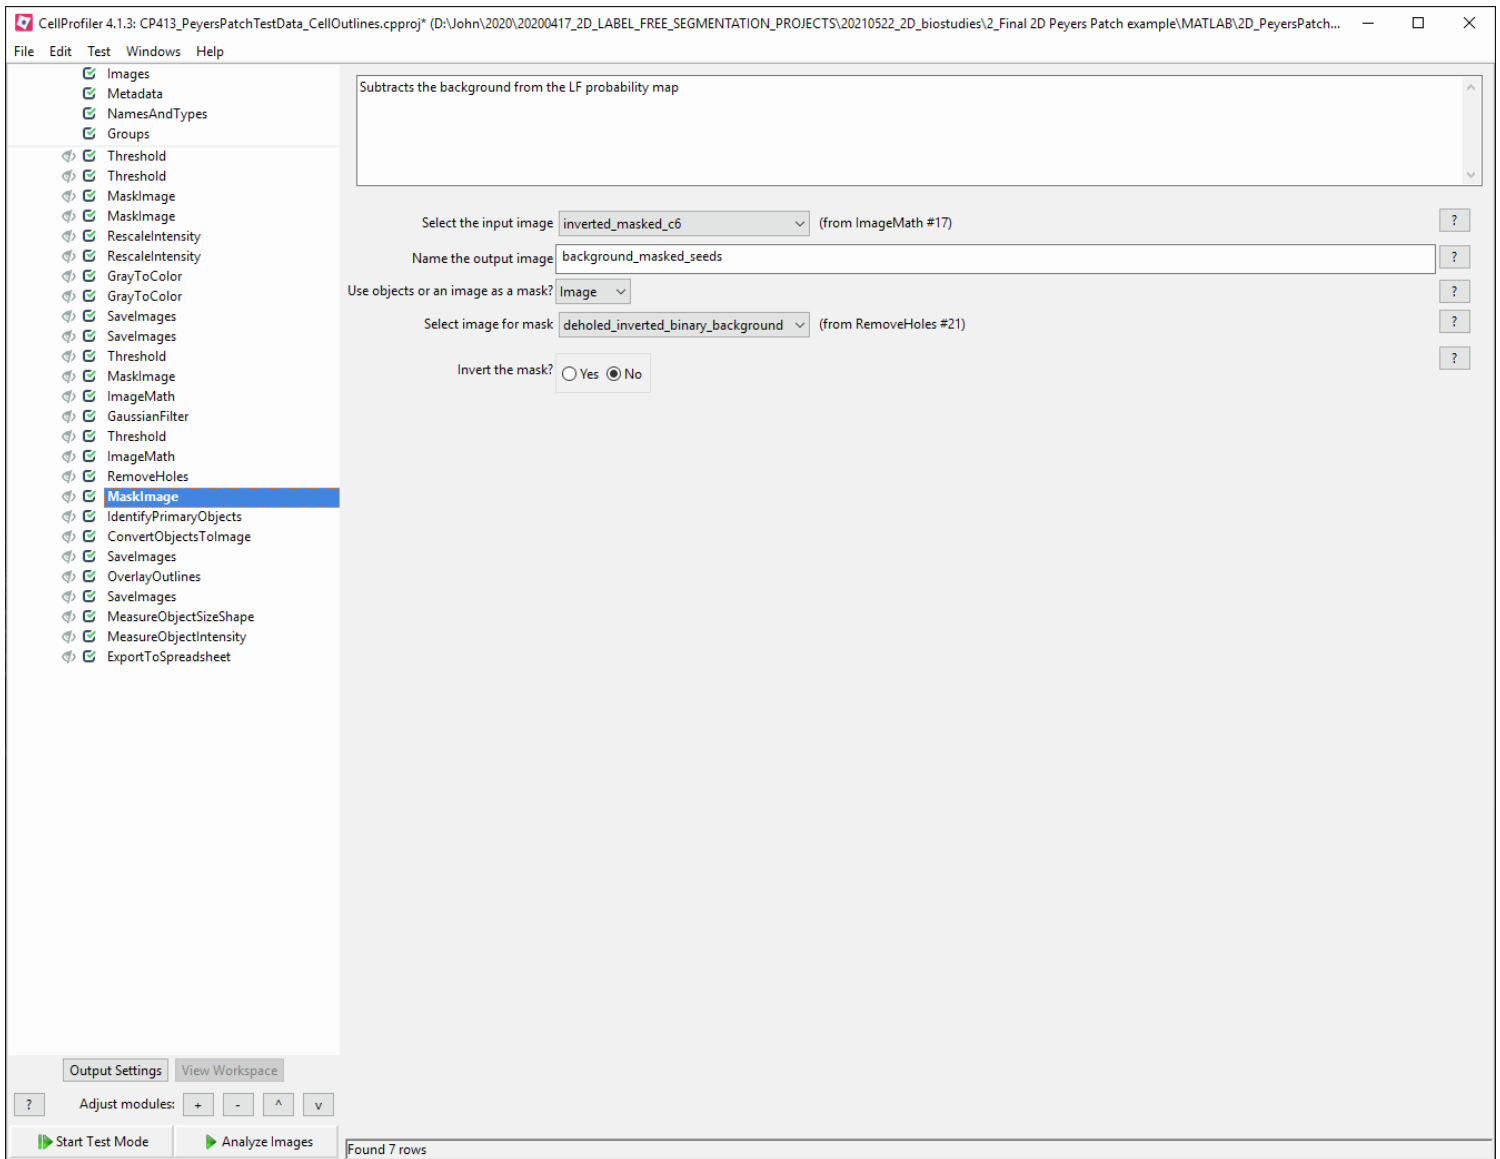 CellProfiler 4.1.3: CP413_PeyersPatchTestData_CellOutlines.cpproj* (D:\John\2020\20200417_2D_LABEL_FREE_SEGMENTATION_PROJECTS\20210522_2D_biostudies\2_Final 2D Peyers Patch example\MATLAB\2D_PeyersPatch...
File Edit Test Windows Help
Images
Metadata
NamesAndTypes
Groups
Threshold
Threshold
MaskImage
MaskImage
RescaleIntensity
RescaleIntensity
GrayToColor
GrayToColor
SaveImages
SaveImages
Threshold
MaskImage
ImageMath
GaussianFilter
Threshold
ImageMath
RemoveHoles
MaskImage
IdentifyPrimaryObjects
ConvertObjectsToImage
SaveImages
OverlayOutlines
SaveImages
MeasureObjectSizeShape
MeasureObjectIntensity
ExportToSpreadsheet
Output Settings View Workspace
? Adjust modules: + - ^ v
Start Test Mode Analyze Images
Subtracts the background from the LF probability map
Select the input image inverted_masked_c6 (from ImageMath #17) ?
Name the output image background_masked_seeds ?
Use objects or an image as a mask? Image ?
Select image for mask deholed_inverted_binary_background (from RemoveHoles #21) ?
Invert the mask? Yes No ?
Found 7 rows